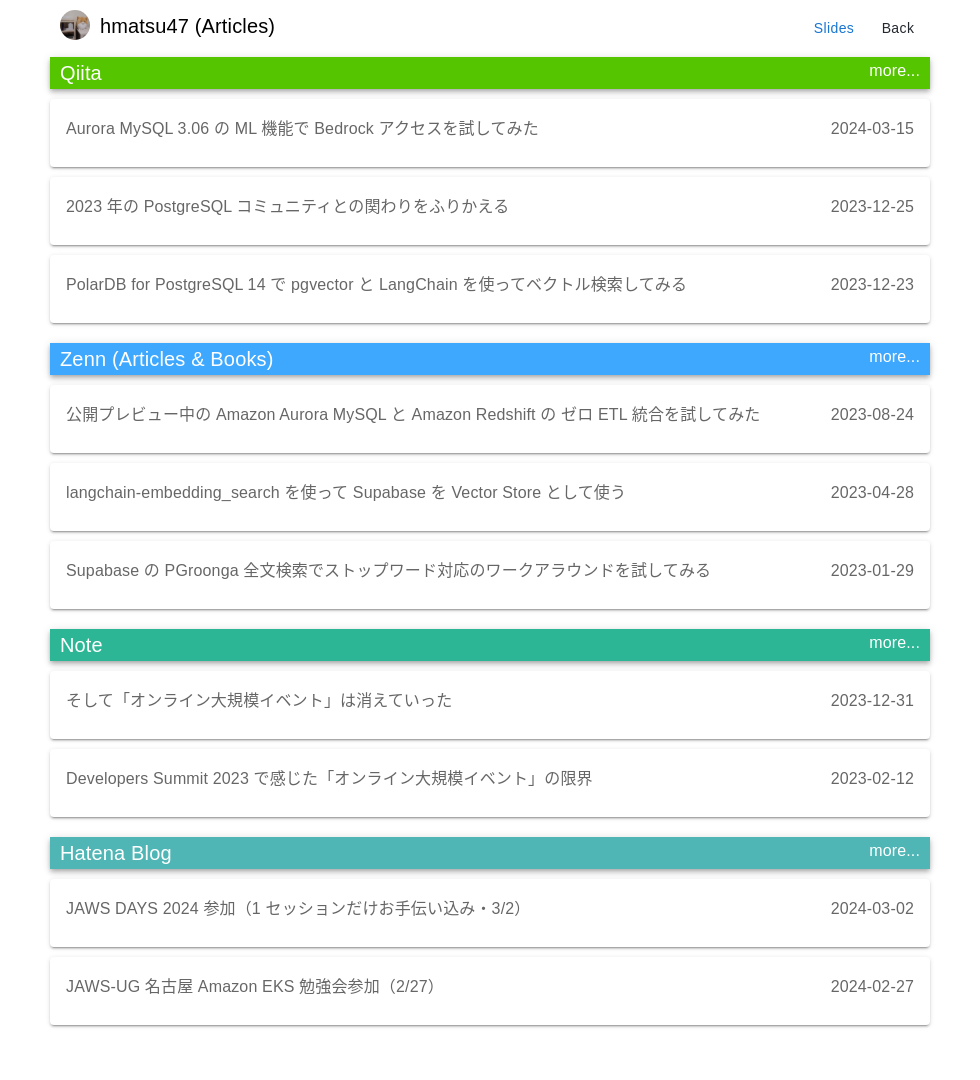 hmatsu47 (Articles)
Slides
Back
Qiita
more...
Aurora MySQL 3.06 の ML 機能で Bedrock アクセスを試してみた
2024-03-15
2023 年の PostgreSQL コミュニティとの関わりをふりかえる
2023-12-25
PolarDB for PostgreSQL 14 で pgvector と LangChain を使ってベクトル検索してみる
2023-12-23
Zenn (Articles & Books)
more...
公開プレビュー中の Amazon Aurora MySQL と Amazon Redshift の ゼロ ETL 統合を試してみた
2023-08-24
langchain-embedding_search を使って Supabase を Vector Store として使う
2023-04-28
Supabase の PGroonga 全文検索でストップワード対応のワークアラウンドを試してみる
2023-01-29
Note
more...
そして「オンライン大規模イベント」は消えていった
2023-12-31
Developers Summit 2023 で感じた「オンライン大規模イベント」の限界
2023-02-12
Hatena Blog
more...
JAWS DAYS 2024 参加（1 セッションだけお手伝い込み・3/2）
2024-03-02
JAWS-UG 名古屋 Amazon EKS 勉強会参加（2/27）
2024-02-27